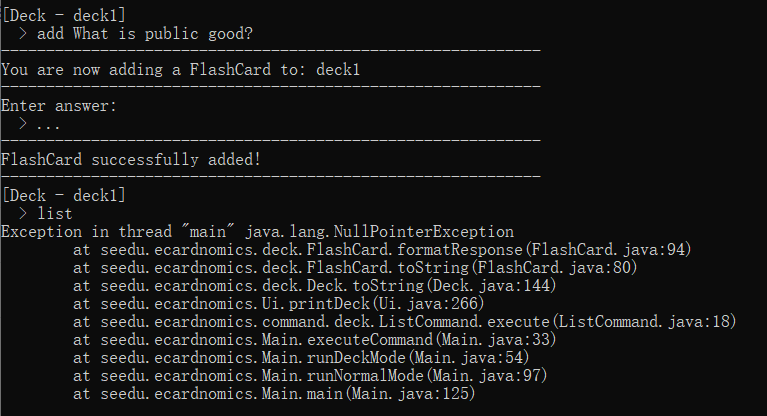 [Deck - deck1]
  > add What is public good?
------------------------------------------------------------
You are now adding a FlashCard to: deck1
------------------------------------------------------------
Enter answer:
  > ...
------------------------------------------------------------
FlashCard successfully added!
------------------------------------------------------------
[Deck - deck1]
  > list
Exception in thread "main" java.lang.NullPointerException
        at seedu.ecardnomics.deck.FlashCard.formatResponse(FlashCard.java:94)
        at seedu.ecardnomics.deck.FlashCard.toString(FlashCard.java:80)
        at seedu.ecardnomics.deck.Deck.toString(Deck.java:144)
        at seedu.ecardnomics.Ui.printDeck(Ui.java:266)
        at seedu.ecardnomics.command.deck.ListCommand.execute(ListCommand.java:18)
        at seedu.ecardnomics.Main.executeCommand(Main.java:33)
        at seedu.ecardnomics.Main.runDeckMode(Main.java:54)
        at seedu.ecardnomics.Main.runNormalMode(Main.java:97)
        at seedu.ecardnomics.Main.main(Main.java:125)